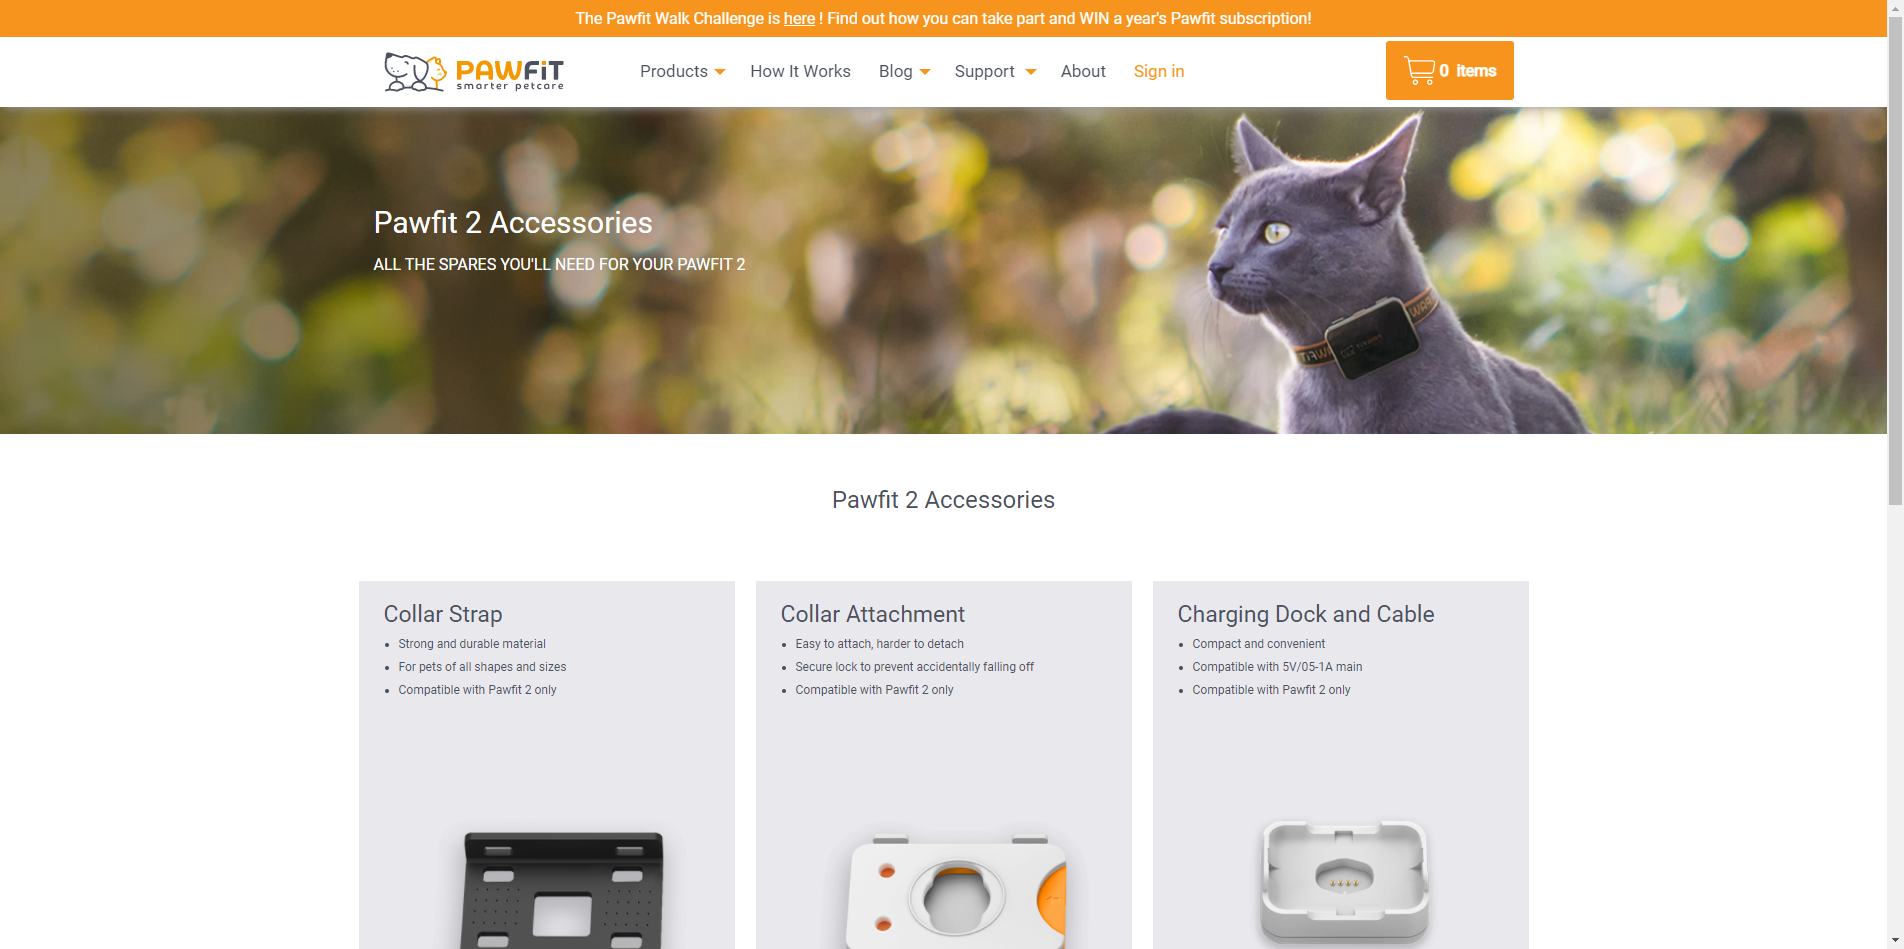 The Pawfit Walk Challenge is here ! Find out how you can take part and WIN a year's Pawfit subscription!
PAWFiT
smarter petcare
Products
How It Works
Blog
Support
About
Sign in
0 items
Pawfit 2 Accessories
ALL THE SPARES YOU'LL NEED FOR YOUR PAWFIT 2
Pawfit 2 Accessories
Collar Strap
Strong and durable material
For pets of all shapes and sizes
Compatible with Pawfit 2 only
Collar Attachment
Easy to attach, harder to detach
Secure lock to prevent accidentally falling off
Compatible with Pawfit 2 only
Charging Dock and Cable
Compact and convenient
Compatible with 5V/05-1A main
Compatible with Pawfit 2 only